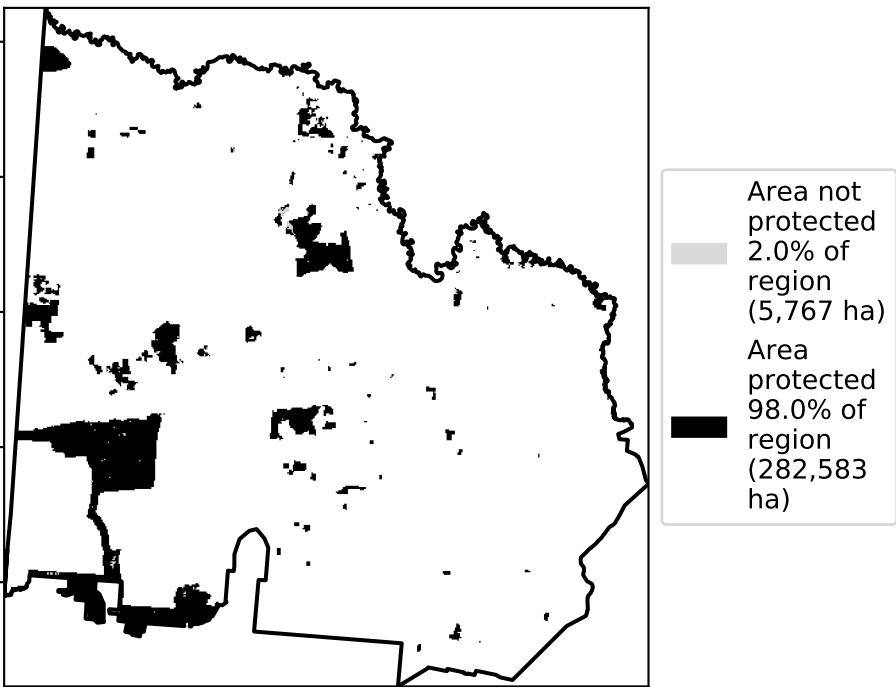 Area not
protected
2.0% of
region
(5,767 ha)
Area
protected
98.0% of
region
(282,583
ha)